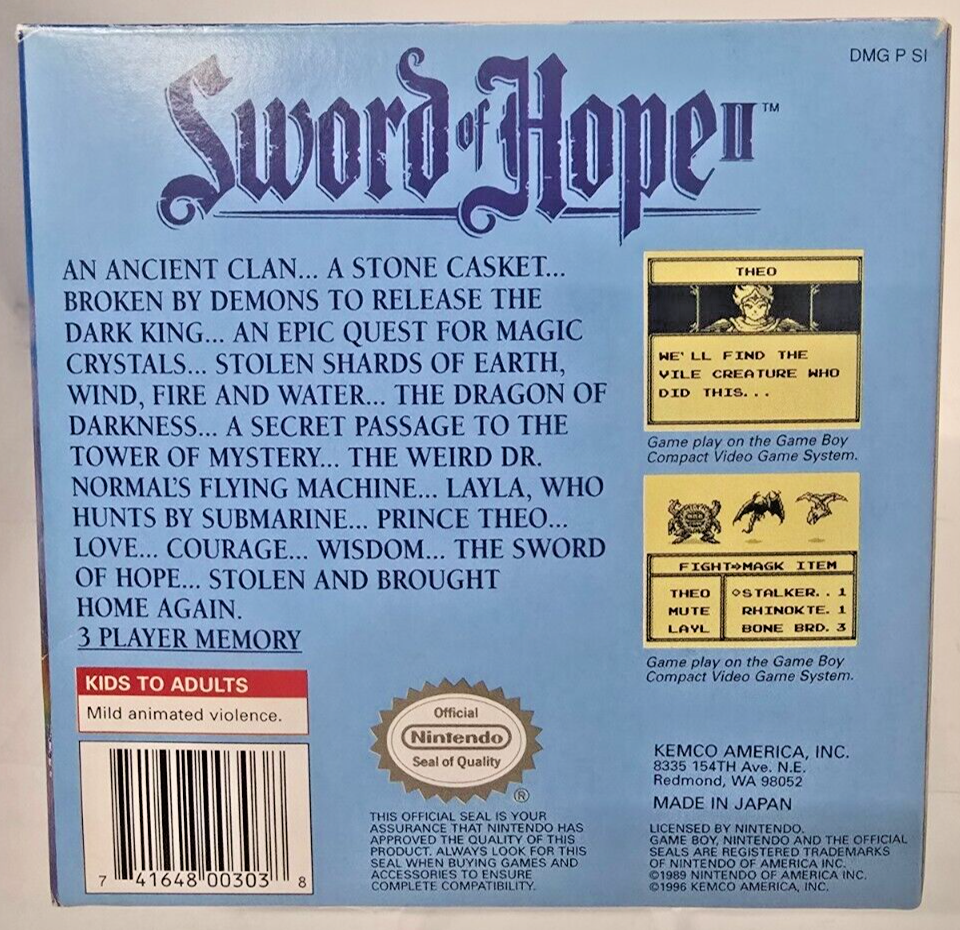 DMG P SI
Sword of Hope II™
AN ANCIENT CLAN... A STONE CASKET...
BROKEN BY DEMONS TO RELEASE THE
DARK KING... AN EPIC QUEST FOR MAGIC
CRYSTALS... STOLEN SHARDS OF EARTH,
WIND, FIRE AND WATER... THE DRAGON OF
DARKNESS... A SECRET PASSAGE TO THE
TOWER OF MYSTERY... THE WEIRD DR.
NORMAL'S FLYING MACHINE... LAYLA, WHO
HUNTS BY SUBMARINE... PRINCE THEO...
LOVE... COURAGE... WISDOM... THE SWORD
OF HOPE... STOLEN AND BROUGHT
HOME AGAIN.
3 PLAYER MEMORY
THEO
WE'LL FIND THE
VILE CREATURE WHO
DID THIS...
Game play on the Game Boy
Compact Video Game System.
FIGHT⇨MAGK ITEM
THEO ◇STALKER.. 1
MUTE RHINOKTE. 1
LAYL BONE BRD. 3
Game play on the Game Boy
Compact Video Game System.
KIDS TO ADULTS
Mild animated violence.
7 41648 00303 8
Official
Nintendo
Seal of Quality
®
THIS OFFICIAL SEAL IS YOUR
ASSURANCE THAT NINTENDO HAS
APPROVED THE QUALITY OF THIS
PRODUCT. ALWAYS LOOK FOR THIS
SEAL WHEN BUYING GAMES AND
ACCESSORIES TO ENSURE
COMPLETE COMPATIBILITY.
KEMCO AMERICA, INC.
8335 154TH Ave. N.E.
Redmond, WA 98052
MADE IN JAPAN
LICENSED BY NINTENDO.
GAME BOY, NINTENDO AND THE OFFICIAL
SEALS ARE REGISTERED TRADEMARKS
OF NINTENDO OF AMERICA INC.
©1989 NINTENDO OF AMERICA INC.
©1996 KEMCO AMERICA, INC.